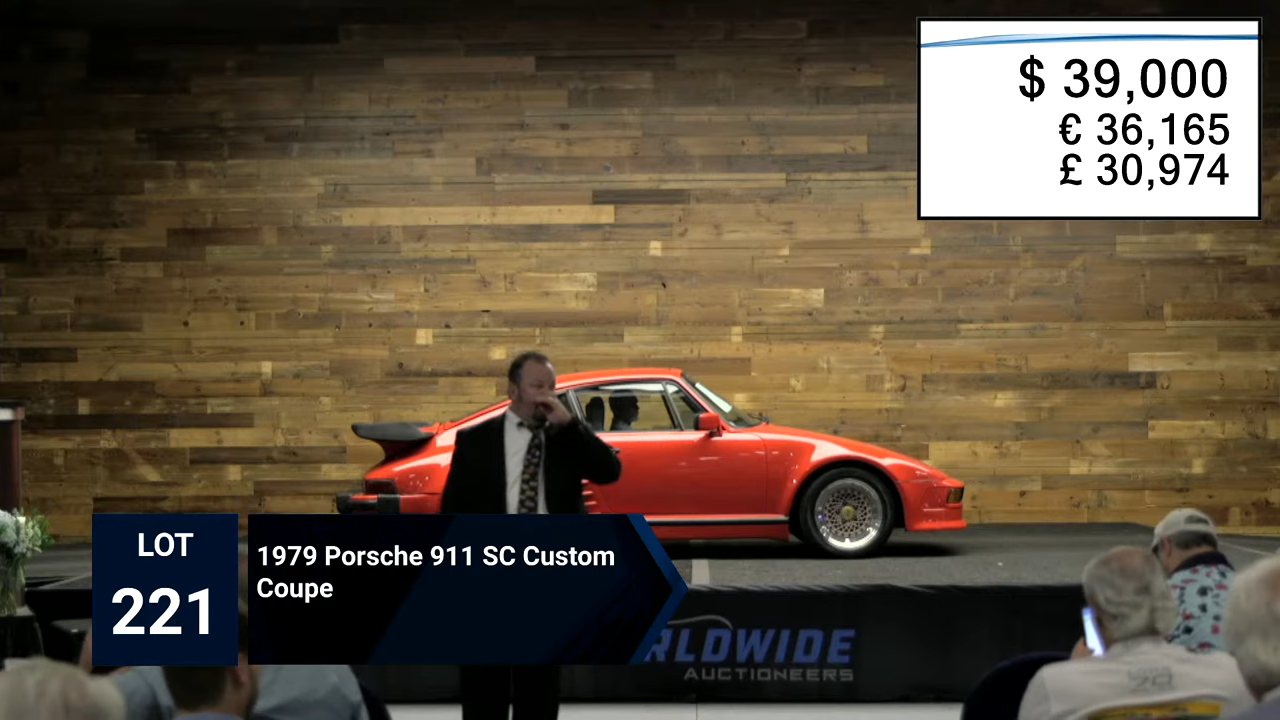 $ 39,000
€ 36,165
£ 30,974
LOT
221
1979 Porsche 911 SC Custom
Coupe
RLDWIDE
AUCTIONEERS